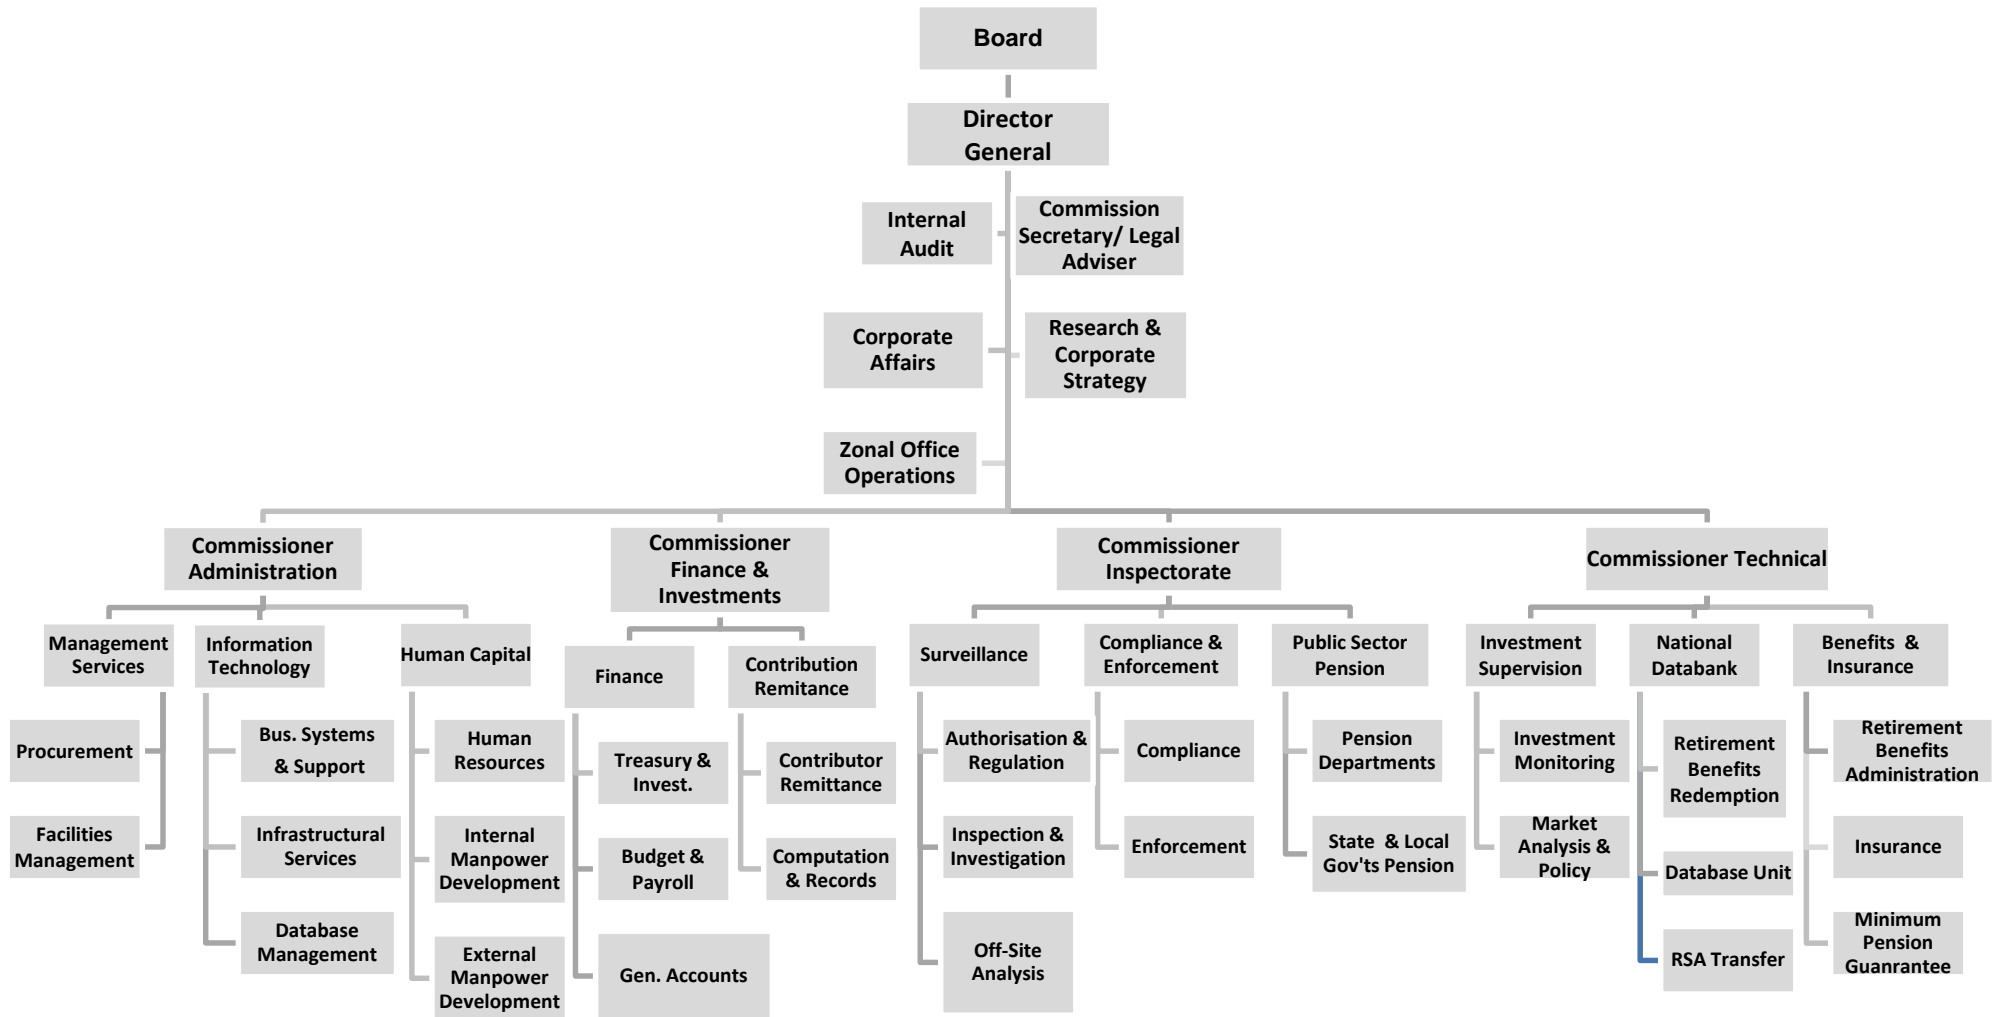 Board
Director
General
Internal
Audit
Commission
Secretary/ Legal
Adviser
Corporate
Affairs
Research &
Corporate
Strategy
Zonal Office
Operations
Commissioner
Administration
Commissioner
Finance &
Investments
Commissioner
Inspectorate
Commissioner Technical
Management
Services
Information
Technology
Human Capital
Finance
Contribution
Remitance
Surveillance
Compliance &
Enforcement
Public Sector
Pension
Investment
Supervision
National
Databank
Benefits &
Insurance
Procurement
Facilities
Management
Bus. Systems
& Support
Infrastructural
Services
Database
Management
Human
Resources
Internal
Manpower
Development
External
Manpower
Development
Treasury &
Invest.
Budget &
Payroll
Gen. Accounts
Contributor
Remittance
Computation
& Records
Authorisation &
Regulation
Inspection &
Investigation
Off-Site
Analysis
Compliance
Enforcement
Pension
Departments
State & Local
Gov'ts Pension
Investment
Monitoring
Market
Analysis &
Policy
Retirement
Benefits
Redemption
Database Unit
RSA Transfer
Retirement
Benefits
Administration
Insurance
Minimum
Pension
Guanrantee